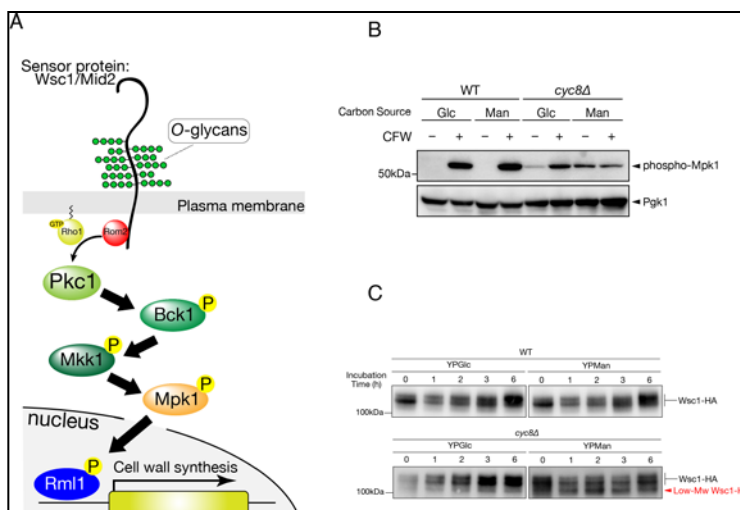 A
Sensor protein:
Wsc1/Mid2
O-glycans
Plasma membrane
GTP
Rho1
Rom2
Pkc1
P
Bck1
P
Mkk1
P
Mpk1
nucleus
P
Rml1
Cell wall synthesis
B
WT cyc8Δ
Carbon Source Glc Man Glc Man
CFW − + − + − + − +
phospho-Mpk1
50kDa
Pgk1
C
WT
YPGlc YPMan
Incubation
Time (h) 0 1 2 3 6 0 1 2 3 6
Wsc1-HA
100kDa
cyc8Δ
YPGlc YPMan
0 1 2 3 6 0 1 2 3 6
Wsc1-HA
100kDa
Low-Mw Wsc1-H